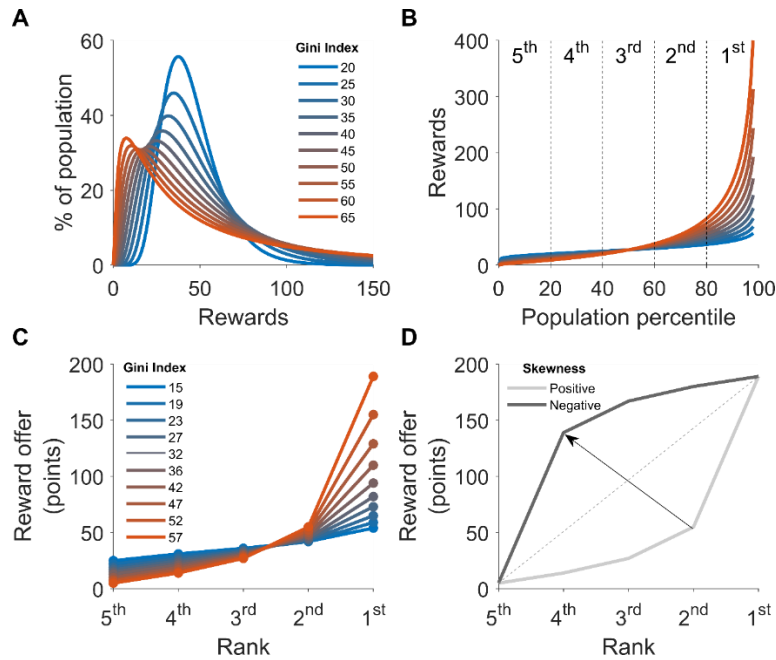 A
% of population
60
40
20
0
0 50 100 150
Rewards
Gini Index
20
25
30
35
40
45
50
55
60
65
B
Rewards
400
300
200
100
0
5th 4th 3rd 2nd 1st
0 20 40 60 80 100
Population percentile
C
Reward offer
(points)
200
150
100
50
0
Gini Index
15
19
23
27
32
36
42
47
52
57
5th 4th 3rd 2nd 1st
Rank
D
Reward offer
(points)
200
150
100
50
0
Skewness
Positive
Negative
5th 4th 3rd 2nd 1st
Rank